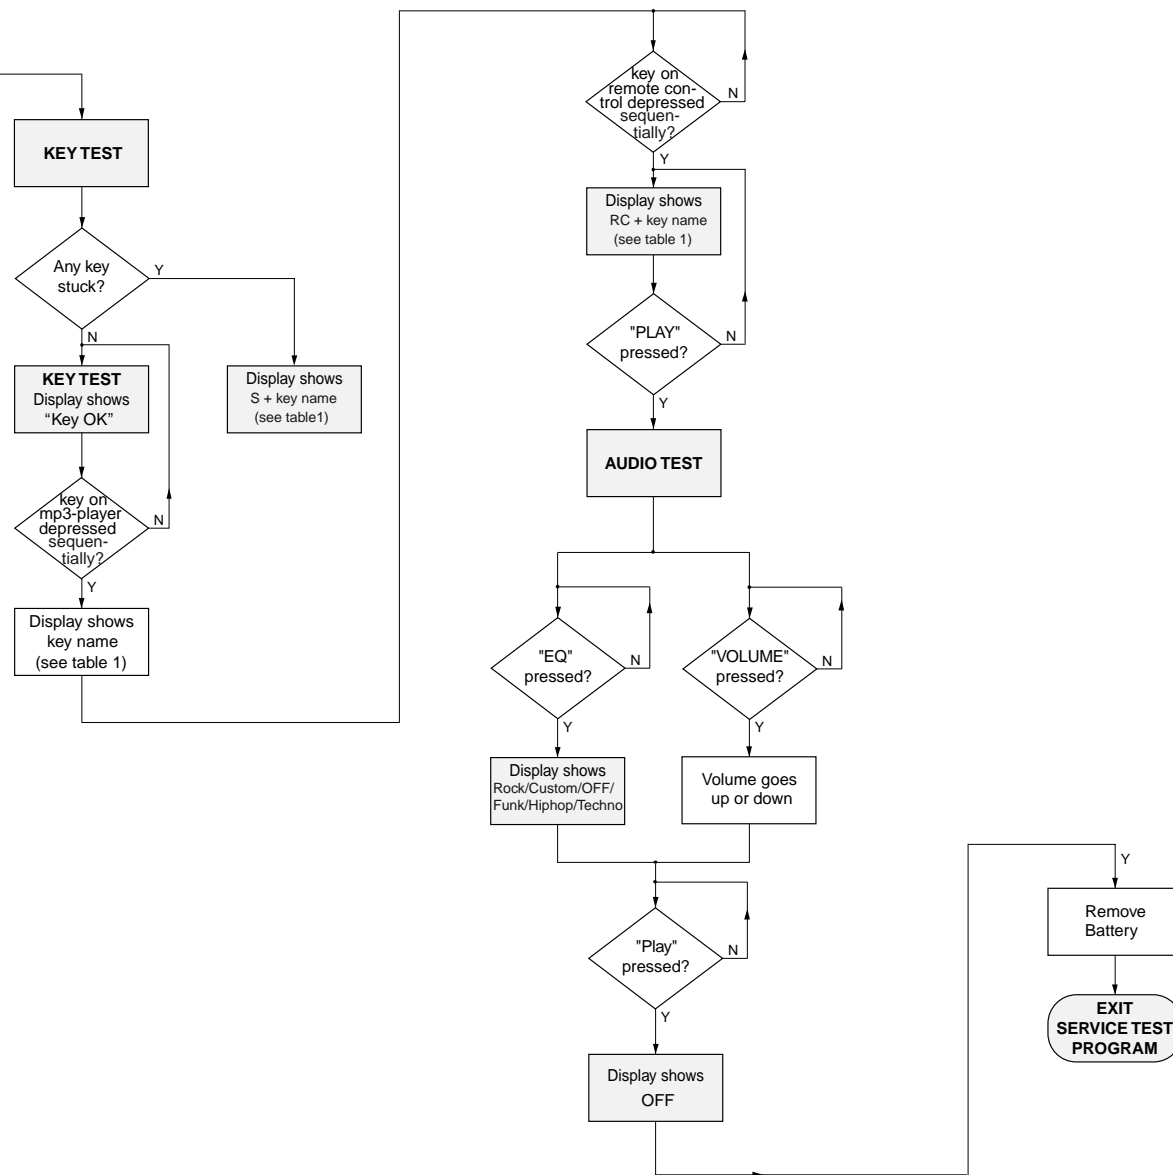 KEY TEST
Any key
stuck?
Y
N
KEY TEST
Display shows
“Key OK”
Display shows
S + key name
(see table1)
key on
mp3-player
depressed
sequen-
tially?
N
Y
Display shows
key name
(see table 1)
key on
remote con-
trol depressed
sequen-
tially?
N
Y
Display shows
RC + key name
(see table 1)
"PLAY"
pressed?
N
Y
AUDIO TEST
"EQ"
pressed?
N
Y
"VOLUME"
pressed?
N
Y
Display shows
Rock/Custom/OFF/
Funk/Hiphop/Techno
Volume goes
up or down
"Play"
pressed?
N
Y
Display shows
OFF
Y
Remove
Battery
EXIT
SERVICE TEST
PROGRAM